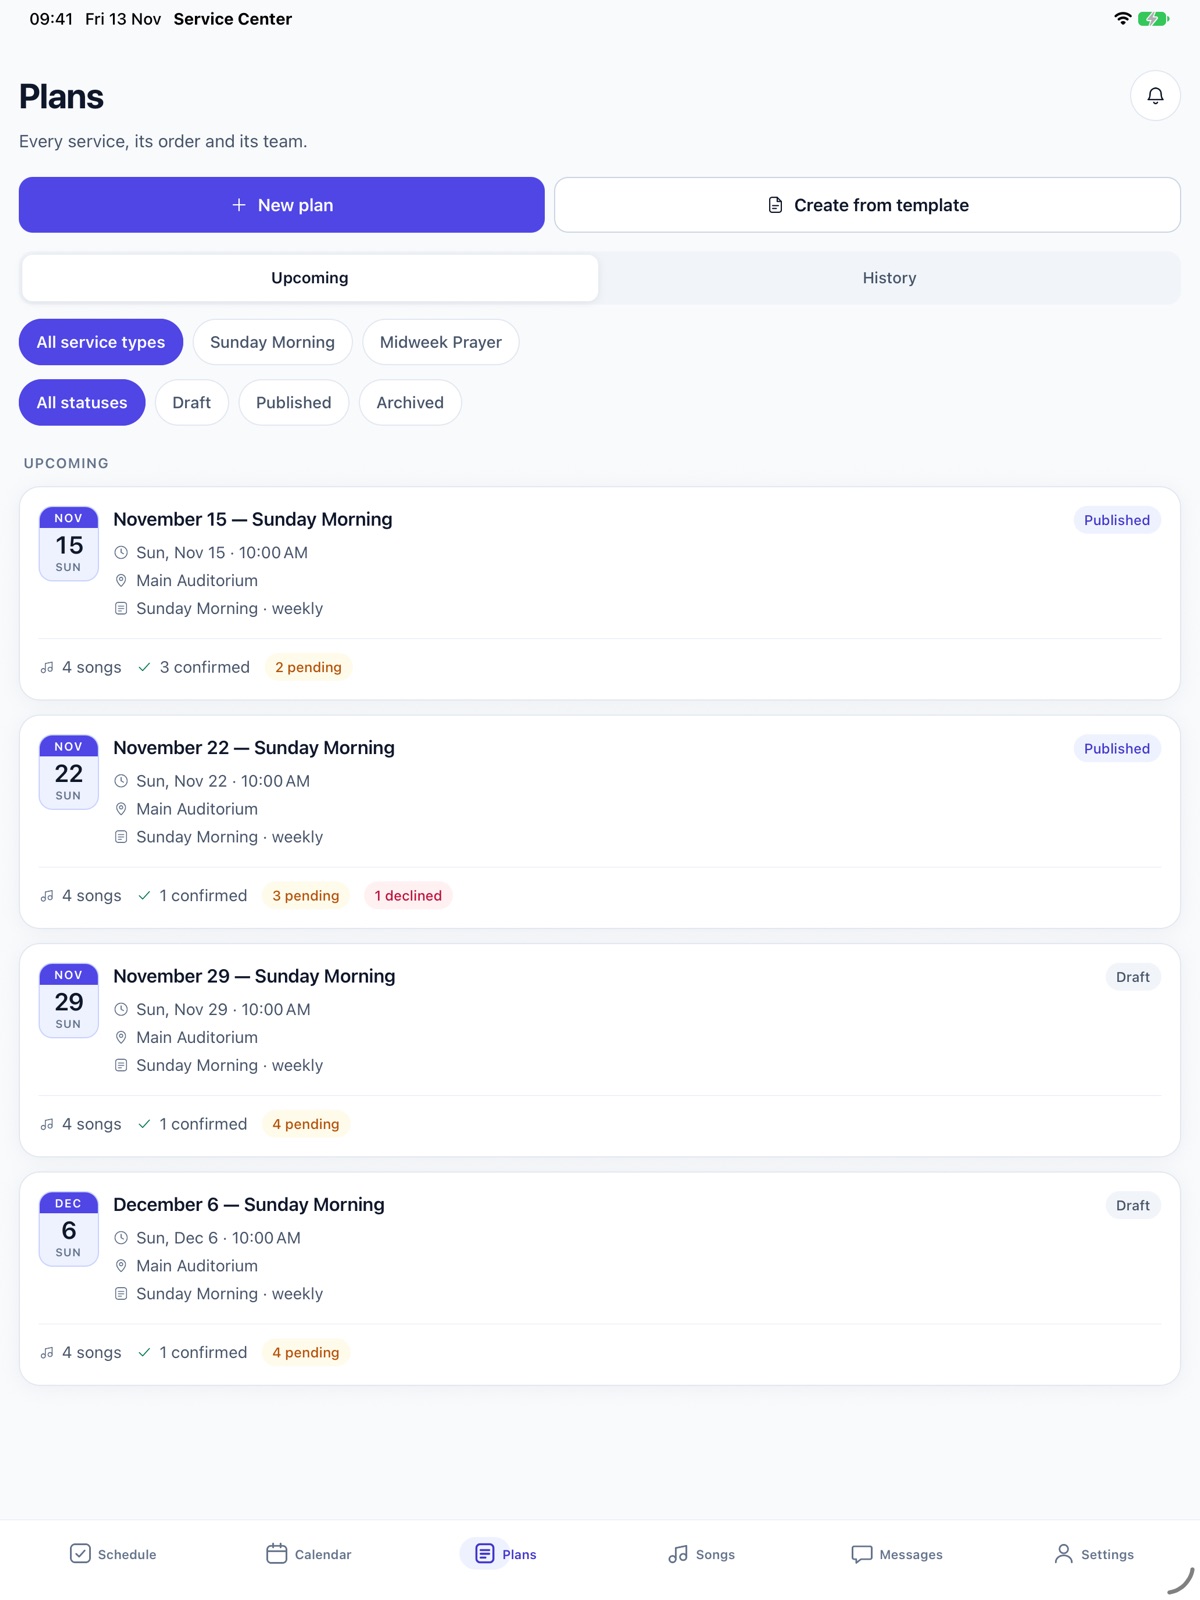 09:41 Fri 13 Nov Service Center
Plans
Every service, its order and its team.
New plan
Create from template
Upcoming
History
All service types
Sunday Morning
Midweek Prayer
All statuses
Draft
Published
Archived
UPCOMING
NOV
15
SUN
November 15 — Sunday Morning
Published
Sun, Nov 15 · 10:00 AM
Main Auditorium
Sunday Morning · weekly
4 songs
3 confirmed
2 pending
NOV
22
SUN
November 22 — Sunday Morning
Published
Sun, Nov 22 · 10:00 AM
Main Auditorium
Sunday Morning · weekly
4 songs
1 confirmed
3 pending
1 declined
NOV
29
SUN
November 29 — Sunday Morning
Draft
Sun, Nov 29 · 10:00 AM
Main Auditorium
Sunday Morning · weekly
4 songs
1 confirmed
4 pending
DEC
6
SUN
December 6 — Sunday Morning
Draft
Sun, Dec 6 · 10:00 AM
Main Auditorium
Sunday Morning · weekly
4 songs
1 confirmed
4 pending
Schedule
Calendar
Plans
Songs
Messages
Settings